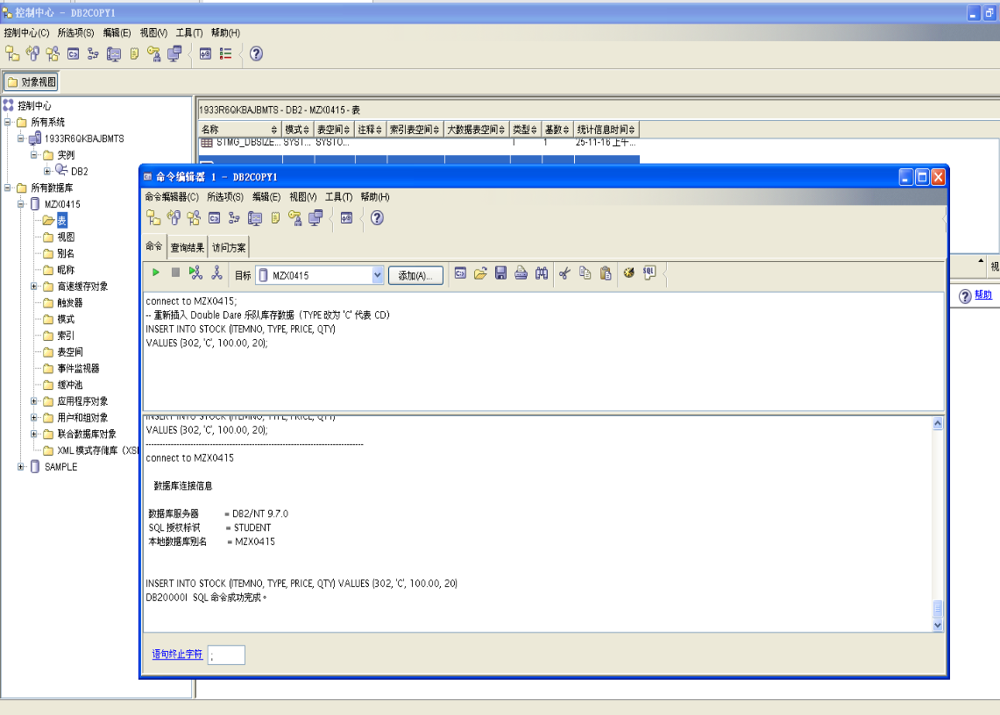 控制中心 - DB2COPY1
控制中心(C) 所选项(S) 编辑(E) 视图(V) 工具(T) 帮助(H)
对象视图
控制中心
所有系统
1933R6QKBAJBMTS
实例
DB2
所有数据库
MZX0415
表
视图
别名
昵称
高速缓存对象
触发器
模式
索引
表空间
事件监视器
缓冲池
应用程序对象
用户和组对象
联合数据库对象
XML 模式存储库（XS
SAMPLE
1933R6QKBAJBMTS - DB2 - MZX0415 - 表
名称 模式 表空间 注释 索引表空间 大数据表空间 类型 基数 统计信息时间
STMG_DBSIZE... SYST... SYSTO... T 1 25-11-16 上午...
视
帮助
命令编辑器 1 - DB2COPY1
命令编辑器(C) 所选项(S) 编辑(E) 视图(V) 工具(T) 帮助(H)
命令 查询结果 访问方案
目标 MZX0415 添加(A)...
connect to MZX0415;
-- 重新插入 Double Dare 乐队库存数据（TYPE 改为 'C' 代表 CD）
INSERT INTO STOCK (ITEMNO, TYPE, PRICE, QTY)
VALUES (302, 'C', 100.00, 20);
INSERT INTO STOCK (ITEMNO, TYPE, PRICE, QTY)
VALUES (302, 'C', 100.00, 20);
------------------------------------------------------------------------------
connect to MZX0415
数据库连接信息
数据库服务器 = DB2/NT 9.7.0
SQL 授权标识 = STUDENT
本地数据库别名 = MZX0415
INSERT INTO STOCK (ITEMNO, TYPE, PRICE, QTY) VALUES (302, 'C', 100.00, 20)
DB20000I SQL 命令成功完成。
语句终止字符 ;